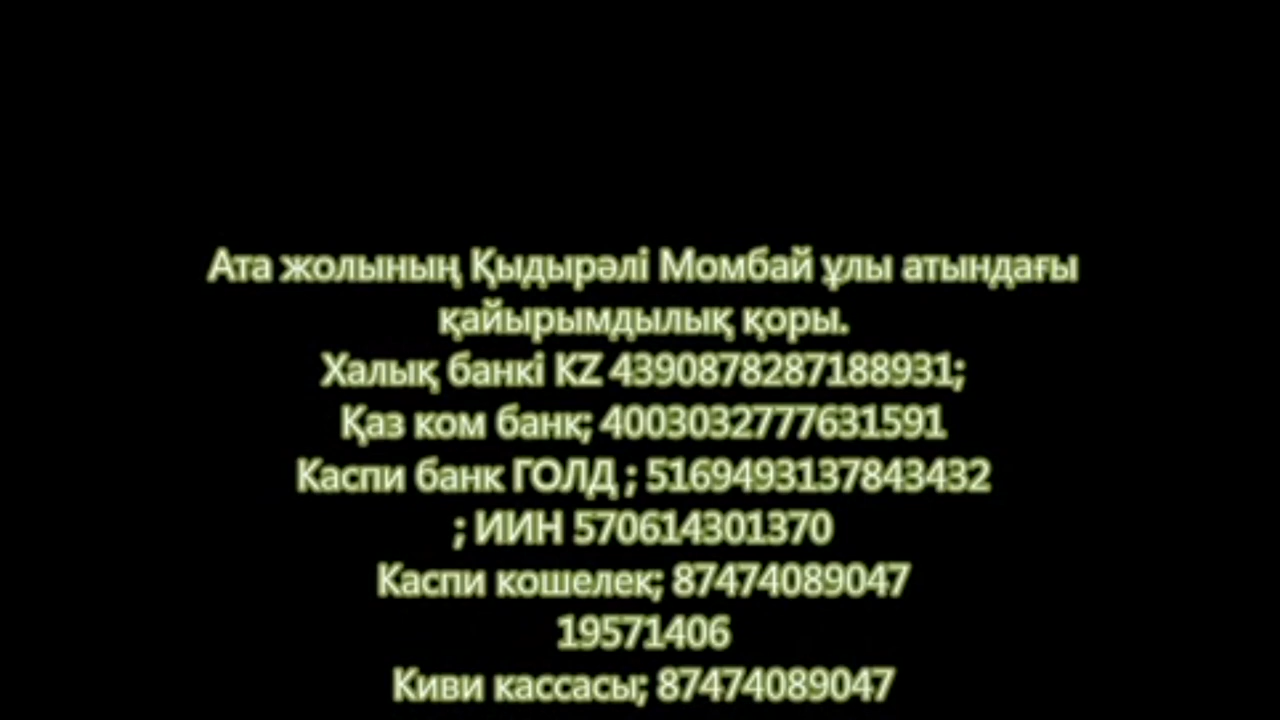 Ата жолының Қыдырәлі Момбай ұлы атындағы
қайырымдылық қоры.
Халық банкі KZ 4390878287188931;
Қаз ком банк; 4003032777631591
Каспи банк ГОЛД ; 5169493137843432
; ИИН 570614301370
Каспи кошелек; 87474089047
19571406
Киви кассасы; 87474089047